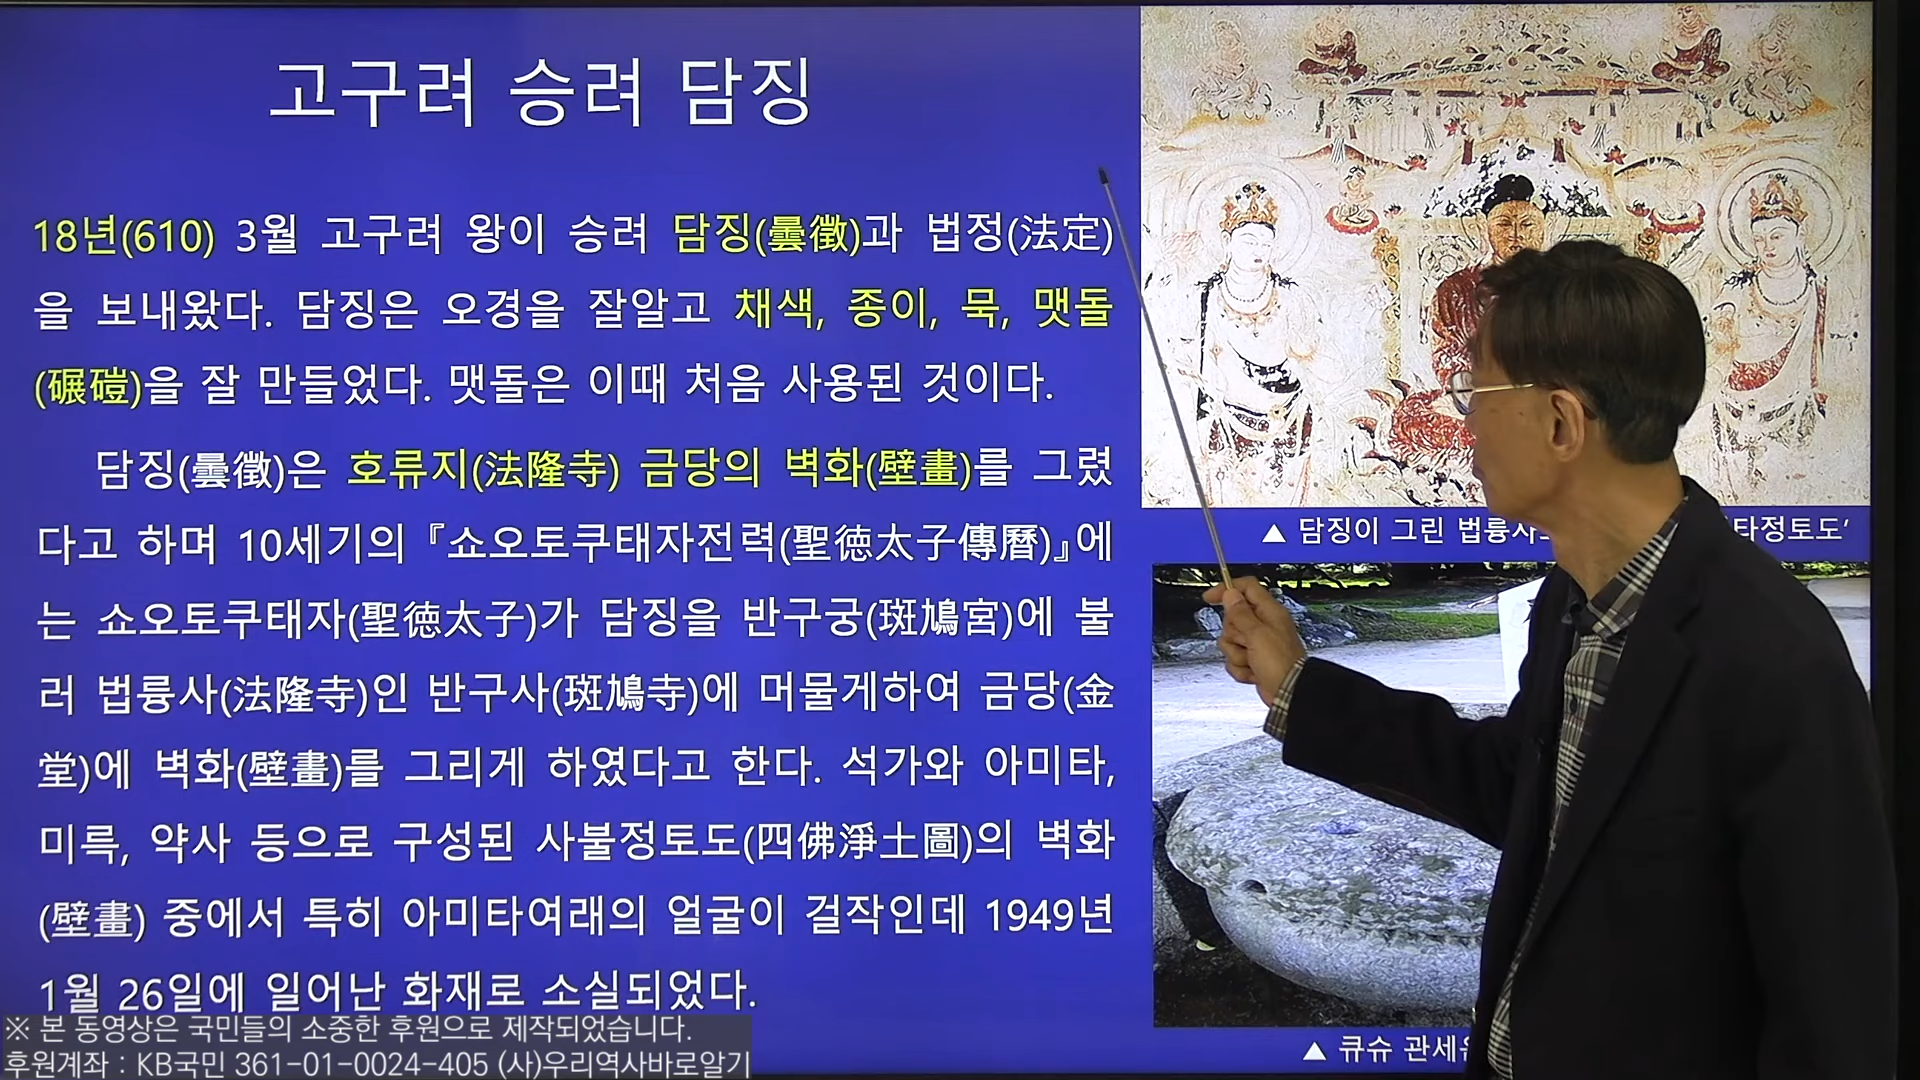 고구려 승려 담징
18년(610) 3월 고구려 왕이 승려 담징(曇徵)과 법정(法定)
을 보내왔다. 담징은 오경을 잘알고 채색, 종이, 묵, 맷돌
(碾磑)을 잘 만들었다. 맷돌은 이때 처음 사용된 것이다.
담징(曇徵)은 호류지(法隆寺) 금당의 벽화(壁畫)를 그렸
다고 하며 10세기의 『쇼오토쿠태자전력(聖徳太子傳曆)』에
는 쇼오토쿠태자(聖徳太子)가 담징을 반구궁(斑鳩宮)에 불
러 법륭사(法隆寺)인 반구사(斑鳩寺)에 머물게하여 금당(金
堂)에 벽화(壁畫)를 그리게 하였다고 한다. 석가와 아미타,
미륵, 약사 등으로 구성된 사불정토도(四佛淨土圖)의 벽화
(壁畫) 중에서 특히 아미타여래의 얼굴이 걸작인데 1949년
1월 26일에 일어난 화재로 소실되었다.
▲ 담징이 그린 법륭사 타정토도’
▲ 큐슈 관세
※ 본 동영상은 국민들의 소중한 후원으로 제작되었습니다.
후원계좌 : KB국민 361-01-0024-405 (사)우리역사바로알기